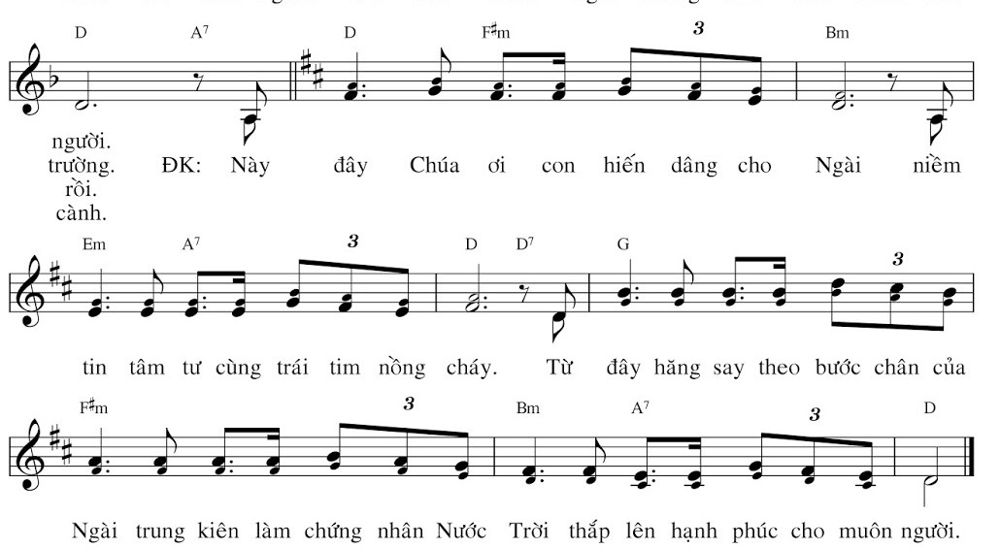 D A7 D F#m 3 Bm
người.
trường. ĐK: Này đây Chúa ơi con hiến dâng cho Ngài niềm
rồi.
cành.
Em A7 3 D D7 G 3
tin tâm tư cùng trái tim nồng cháy. Từ đây hăng say theo bước chân của
F#m 3 Bm A7 3 D
Ngài trung kiên làm chứng nhân Nước Trời thắp lên hạnh phúc cho muôn người.